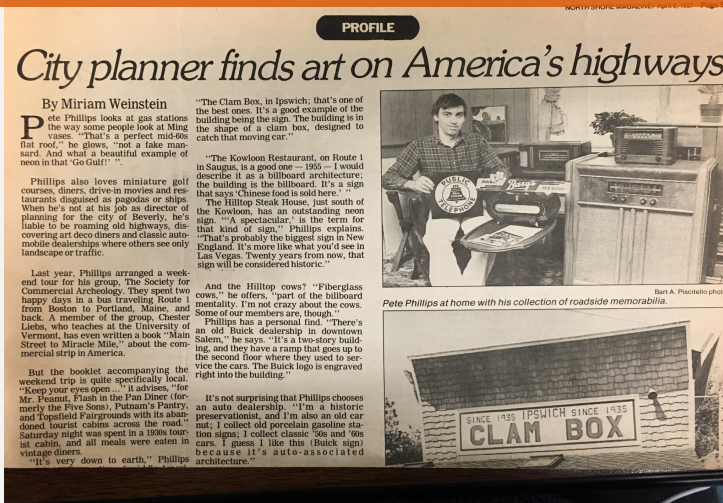 NORTH SHORE MAGAZINE/ April 9, 1987 Page
PROFILE
City planner finds art on America's highways
By Miriam Weinstein
Pete Phillips looks at gas stations
the way some people look at Ming
vases. "That's a perfect mid-60s
flat roof," he glows, "not a fake man-
sard. And what a beautiful example of
neon in that 'Go Gulf!' ".
Phillips also loves miniature golf
courses, diners, drive-in movies and res-
taurants disguised as pagodas or ships.
When he's not at his job as director of
planning for the city of Beverly, he's
liable to be roaming old highways, dis-
covering art deco diners and classic auto-
mobile dealerships where others see only
landscape or traffic.
Last year, Phillips arranged a week-
end tour for his group, The Society for
Commercial Archeology. They spent two
happy days in a bus traveling Route 1
from Boston to Portland, Maine, and
back. A member of the group, Chester
Liebs, who teaches at the University of
Vermont, has even written a book "Main
Street to Miracle Mile," about the com-
mercial strip in America.
But the booklet accompanying the
weekend trip is quite specifically local.
"Keep your eyes open ..." it advises, "for
Mr. Peanut, Flash in the Pan Diner (for-
merly the Five Sons), Putnam's Pantry,
and Topsfield Fairgrounds with its aban-
doned tourist cabins across the road."
Saturday night was spent in a 1930s tour-
ist cabin, and all meals were eaten in
vintage diners.
"It's very down to earth," Phillips
"The Clam Box, in Ipswich; that's one of
the best ones. It's a good example of the
building being the sign. The building is in
the shape of a clam box, designed to
catch that moving car."
"The Kowloon Restaurant, on Route 1
in Saugus, is a good one — 1955 — I would
describe it as a billboard architecture;
the building is the billboard. It's a sign
that says 'Chinese food is sold here.' "
The Hilltop Steak House, just south of
the Kowloon, has an outstanding neon
sign. "'A spectacular,' is the term for
that kind of sign," Phillips explains.
"That's probably the biggest sign in New
England. It's more like what you'd see in
Las Vegas. Twenty years from now, that
sign will be considered historic."
And the Hilltop cows? "Fiberglass
cows," he offers, "part of the billboard
mentality. I'm not crazy about the cows.
Some of our members are, though."
Phillips has a personal find. "There's
an old Buick dealership in downtown
Salem," he says. "It's a two-story build-
ing, and they have a ramp that goes up to
the second floor where they used to ser-
vice the cars. The Buick logo is engraved
right into the building."
It's not surprising that Phillips chooses
an auto dealership. "I'm a historic
preservationist, and I'm also an old car
nut; I collect old porcelain gasoline sta-
tion signs; I collect classic '50s and '60s
cars. I guess I like this (Buick sign)
because it's auto-associated
architecture."
PUBLIC
TELEPHONE
Bart A. Piscitello phot
Pete Phillips at home with his collection of roadside memorabilia.
SINCE 1935 IPSWICH SINCE 1935
CLAM BOX